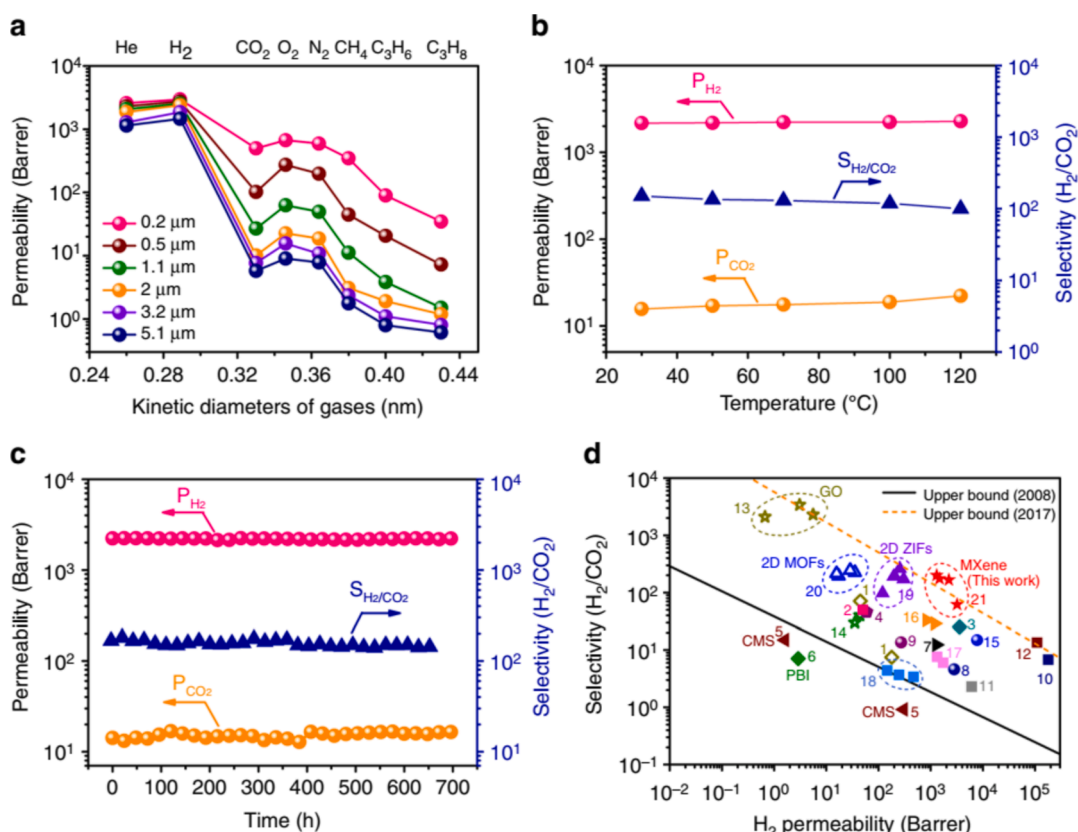 a
He H2 CO2 O2 N2 CH4 C3H6 C3H8
10^4
10^3
10^2
10^1
10^0
Permeability (Barrer)
0.2 μm
0.5 μm
1.1 μm
2 μm
3.2 μm
5.1 μm
0.24 0.28 0.32 0.36 0.40 0.44
Kinetic diameters of gases (nm)
b
10^4
10^3
10^2
10^1
Permeability (Barrer)
P_H2
S_H2/CO2
P_CO2
10^4
10^3
10^2
10^1
10^0
Selectivity (H2/CO2)
20 40 60 80 100 120
Temperature (°C)
c
10^4
10^3
10^2
10^1
Permeability (Barrer)
P_H2
S_H2/CO2
P_CO2
10^4
10^3
10^2
10^1
Selectivity (H2/CO2)
0 100 200 300 400 500 600 700
Time (h)
d
10^4
10^3
10^2
10^1
10^0
10^−1
Selectivity (H2/CO2)
Upper bound (2008)
Upper bound (2017)
GO
13
2D MOFs
20
2D ZIFs
19
MXene
(This work)
21
1
2
4
14
16
3
CMS
5
6
PBI
1
9
7
17
15
8
12
10
11
18
CMS
5
10^−2 10^−1 10^0 10^1 10^2 10^3 10^4 10^5
H2 permeability (Barrer)